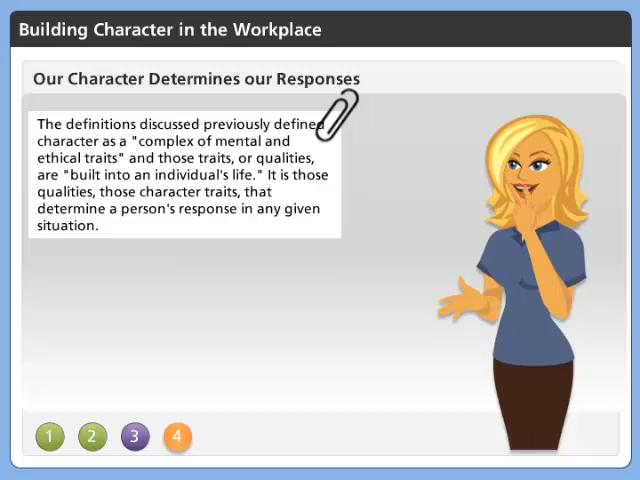 Building Character in the Workplace
Our Character Determines our Responses
The definitions discussed previously defined
character as a "complex of mental and
ethical traits" and those traits, or qualities,
are "built into an individual's life." It is those
qualities, those character traits, that
determine a person's response in any given
situation.
1 2 3 4